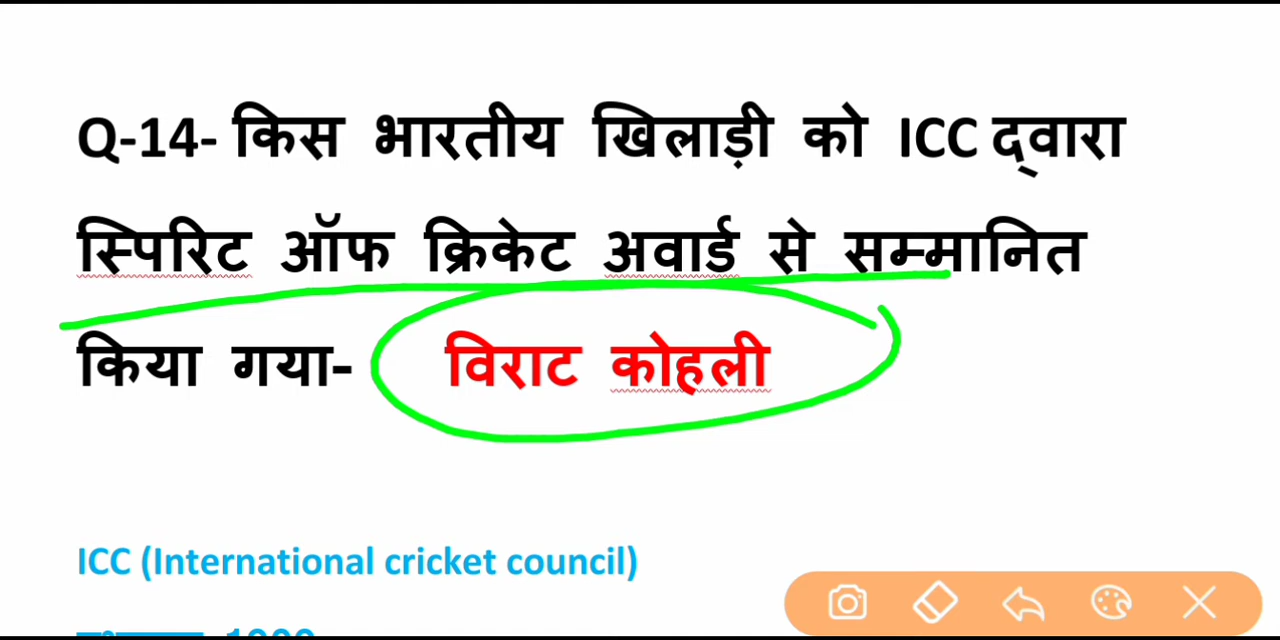 Q-14- किस भारतीय खिलाड़ी को ICC द्वारा
स्पिरिट ऑफ क्रिकेट अवार्ड से सम्मानित
किया गया- विराट कोहली
ICC (International cricket council)